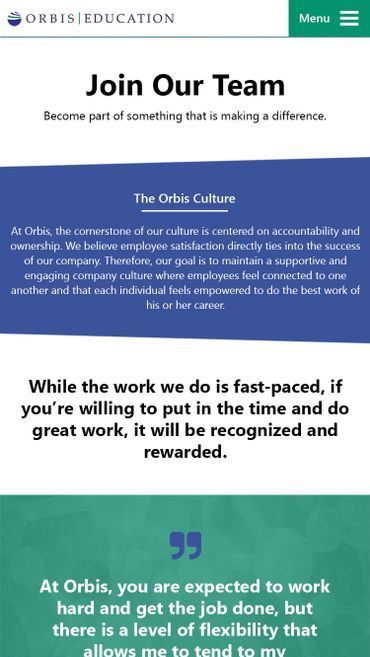 ORBIS|EDUCATION
Menu
Join Our Team
Become part of something that is making a difference.
The Orbis Culture
At Orbis, the cornerstone of our culture is centered on accountability and
ownership. We believe employee satisfaction directly ties into the success
of our company. Therefore, our goal is to maintain a supportive and
engaging company culture where employees feel connected to one
another and that each individual feels empowered to do the best work of
his or her career.
While the work we do is fast-paced, if
you’re willing to put in the time and do
great work, it will be recognized and
rewarded.
”
At Orbis, you are expected to work
hard and get the job done, but
there is a level of flexibility that
allows me to tend to my